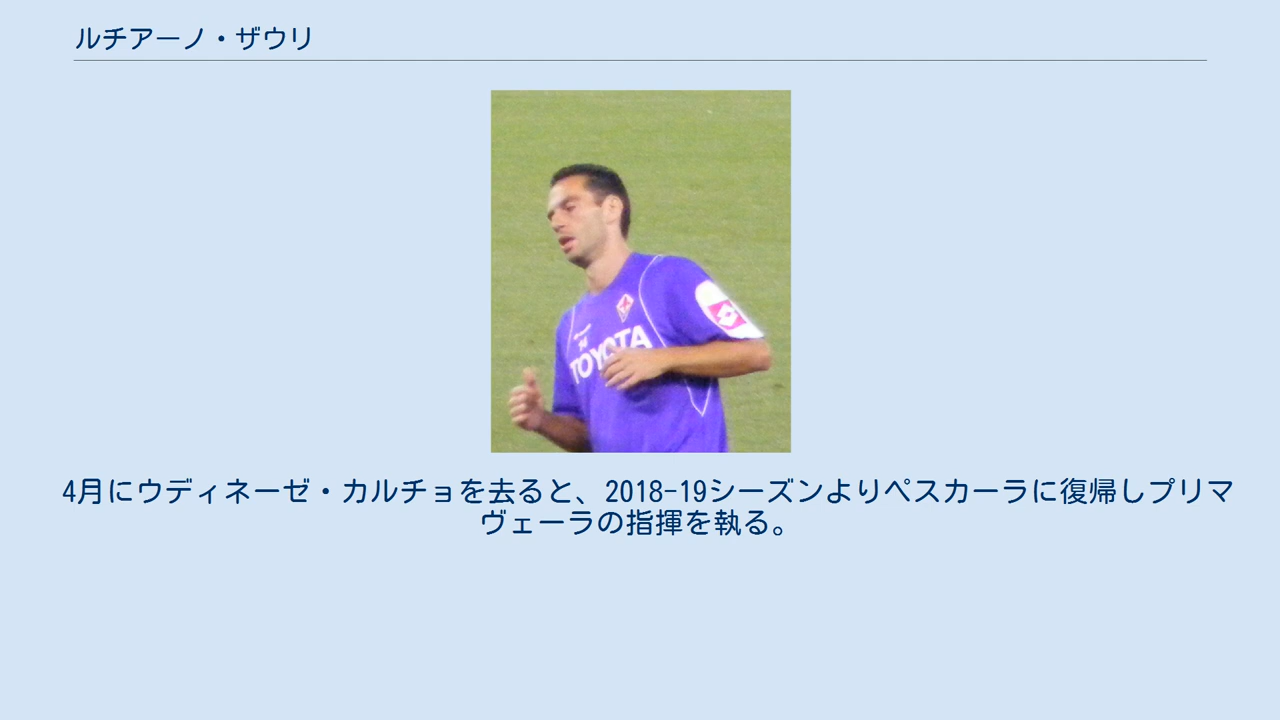 ルチアーノ・ザウリ
TOYOTA
4月にウディネーゼ・カルチョを去ると、2018-19シーズンよりペスカーラに復帰しプリマ
ヴェーラの指揮を執る。